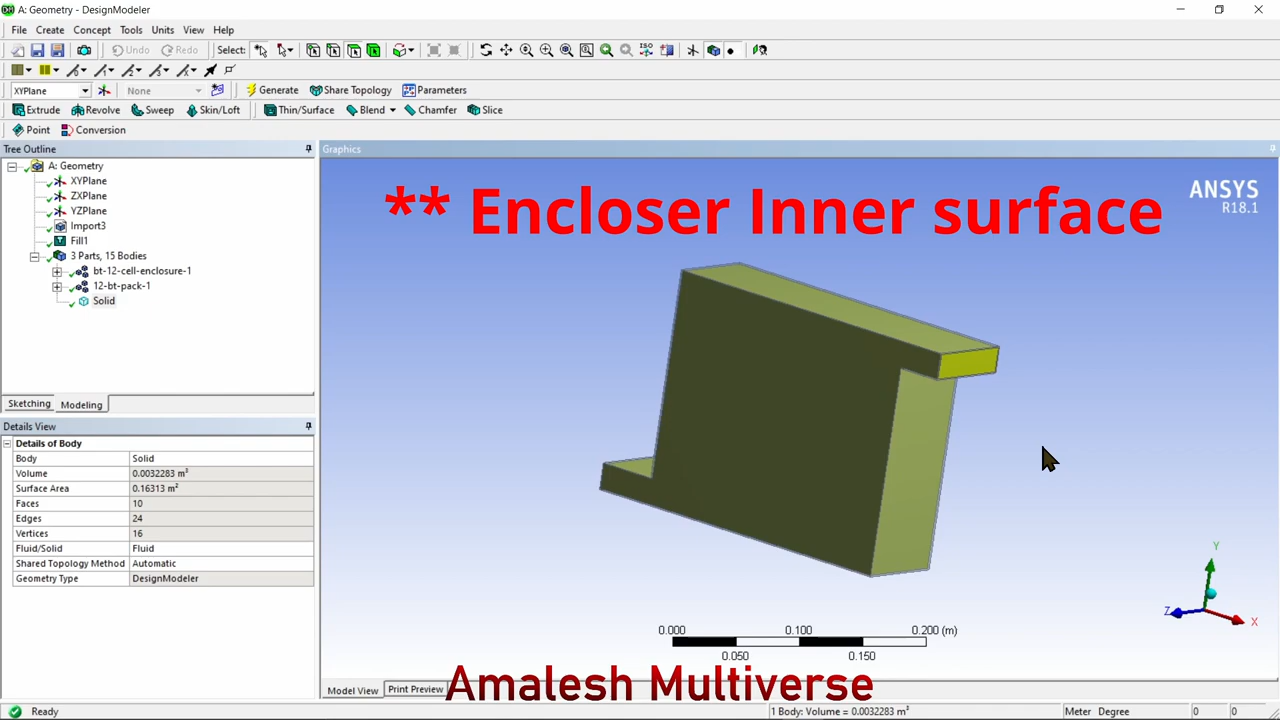 A: Geometry - DesignModeler
File Create Concept Tools Units View Help
Undo Redo Select:
XYPlane None Generate Share Topology Parameters
Extrude Revolve Sweep Skin/Loft Thin/Surface Blend Chamfer Slice
Point Conversion
Tree Outline
Graphics
A: Geometry
XYPlane
ZXPlane
YZPlane
Import3
Fill1
3 Parts, 15 Bodies
bt-12-cell-enclosure-1
12-bt-pack-1
Solid
** Encloser Inner surface
ANSYS
R18.1
Sketching Modeling
Details View
Details of Body
Body Solid
Volume 0.0032283 m³
Surface Area 0.16313 m²
Faces 10
Edges 24
Vertices 16
Fluid/Solid Fluid
Shared Topology Method Automatic
Geometry Type DesignModeler
Y
Z
X
0.000 0.100 0.200 (m)
0.050 0.150
Amalesh Multiverse
Model View Print Preview
Ready 1 Body: Volume = 0.0032283 m³ Meter Degree 0 0